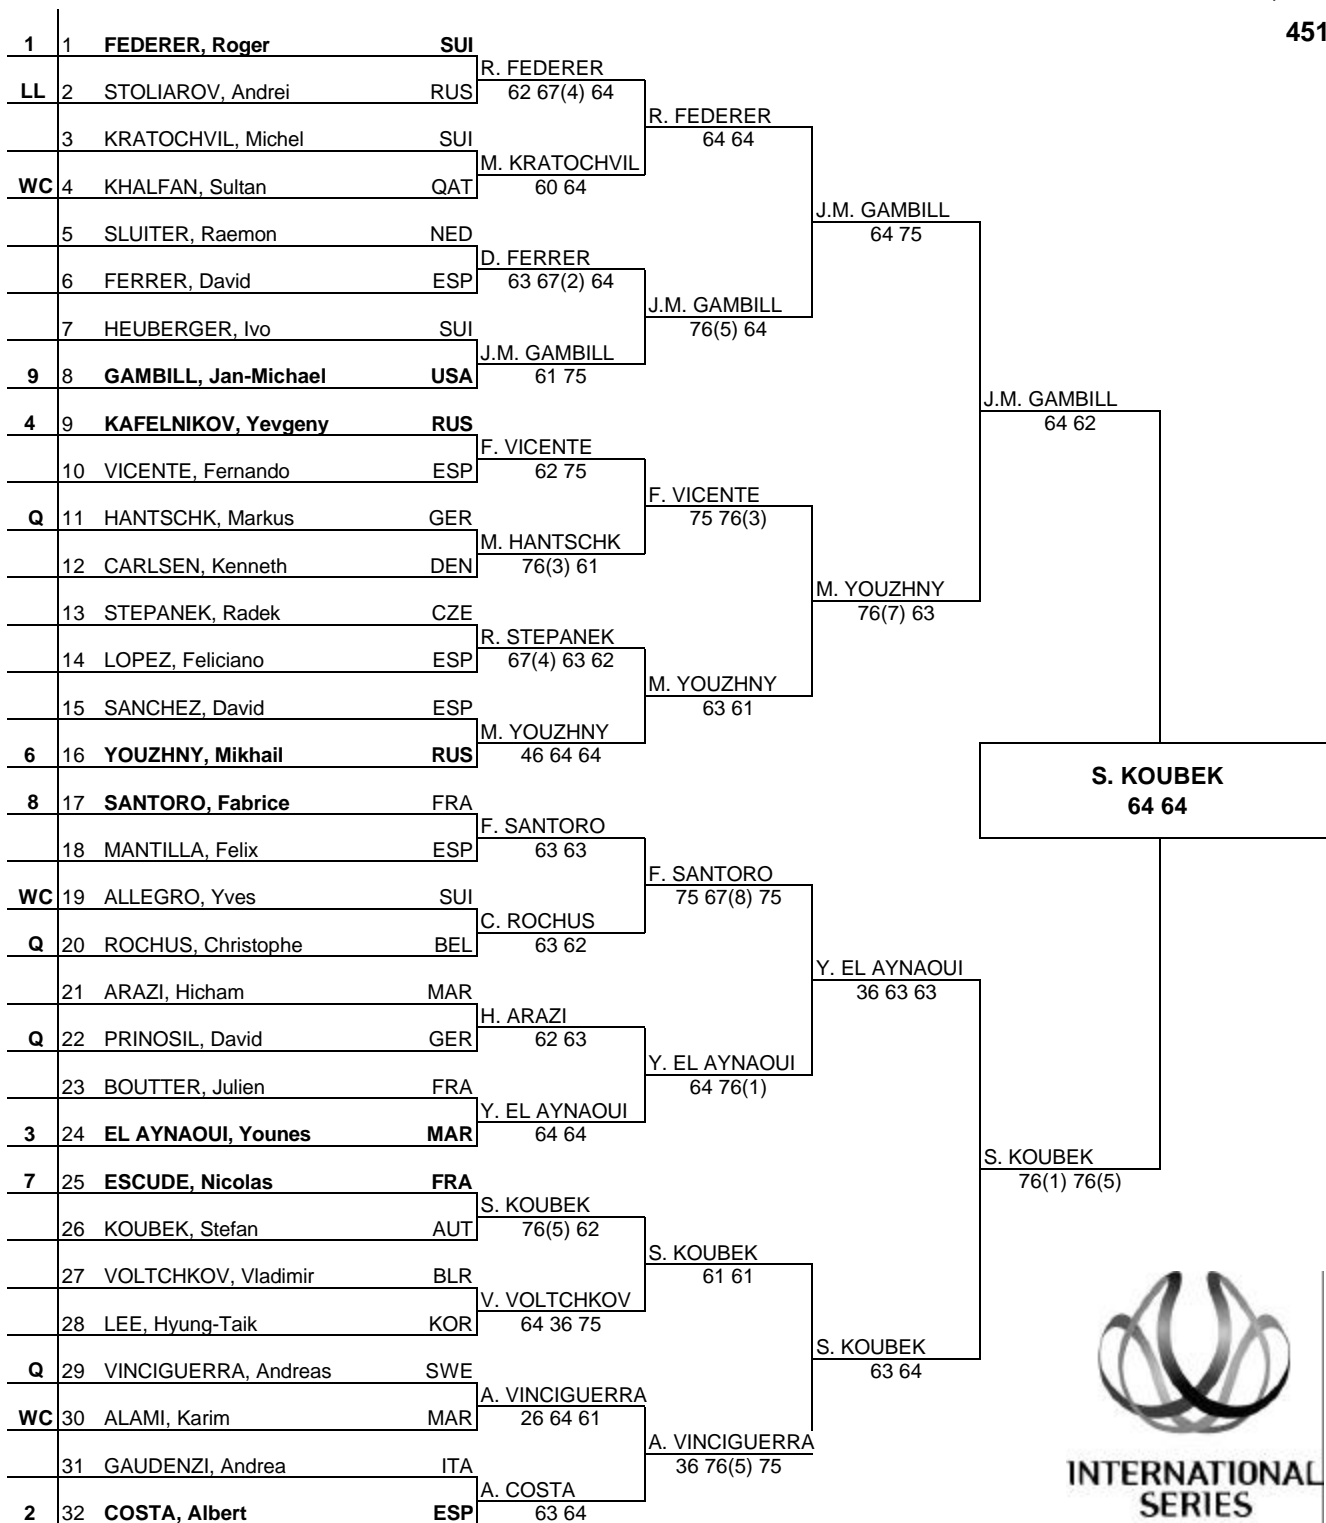 451
1 1 FEDERER, Roger SUI
R. FEDERER
LL 2 STOLIAROV, Andrei RUS 62 67(4) 64
R. FEDERER
3 KRATOCHVIL, Michel SUI 64 64
M. KRATOCHVIL
WC 4 KHALFAN, Sultan QAT 60 64
J.M. GAMBILL
5 SLUITER, Raemon NED 64 75
D. FERRER
6 FERRER, David ESP 63 67(2) 64
J.M. GAMBILL
7 HEUBERGER, Ivo SUI 76(5) 64
J.M. GAMBILL
9 8 GAMBILL, Jan-Michael USA 61 75
J.M. GAMBILL
4 9 KAFELNIKOV, Yevgeny RUS 64 62
F. VICENTE
10 VICENTE, Fernando ESP 62 75
F. VICENTE
Q 11 HANTSCHK, Markus GER 75 76(3)
M. HANTSCHK
12 CARLSEN, Kenneth DEN 76(3) 61
M. YOUZHNY
13 STEPANEK, Radek CZE 76(7) 63
R. STEPANEK
14 LOPEZ, Feliciano ESP 67(4) 63 62
M. YOUZHNY
15 SANCHEZ, David ESP 63 61
M. YOUZHNY
6 16 YOUZHNY, Mikhail RUS 46 64 64
S. KOUBEK
8 17 SANTORO, Fabrice FRA 64 64
F. SANTORO
18 MANTILLA, Felix ESP 63 63
F. SANTORO
WC 19 ALLEGRO, Yves SUI 75 67(8) 75
C. ROCHUS
Q 20 ROCHUS, Christophe BEL 63 62
Y. EL AYNAOUI
21 ARAZI, Hicham MAR 36 63 63
H. ARAZI
Q 22 PRINOSIL, David GER 62 63
Y. EL AYNAOUI
23 BOUTTER, Julien FRA 64 76(1)
Y. EL AYNAOUI
3 24 EL AYNAOUI, Younes MAR 64 64
S. KOUBEK
7 25 ESCUDE, Nicolas FRA 76(1) 76(5)
S. KOUBEK
26 KOUBEK, Stefan AUT 76(5) 62
S. KOUBEK
27 VOLTCHKOV, Vladimir BLR 61 61
V. VOLTCHKOV
28 LEE, Hyung-Taik KOR 64 36 75
S. KOUBEK
Q 29 VINCIGUERRA, Andreas SWE 63 64
A. VINCIGUERRA
WC 30 ALAMI, Karim MAR 26 64 61
A. VINCIGUERRA
31 GAUDENZI, Andrea ITA 36 76(5) 75
A. COSTA
2 32 COSTA, Albert ESP 63 64
INTERNATIONAL
SERIES